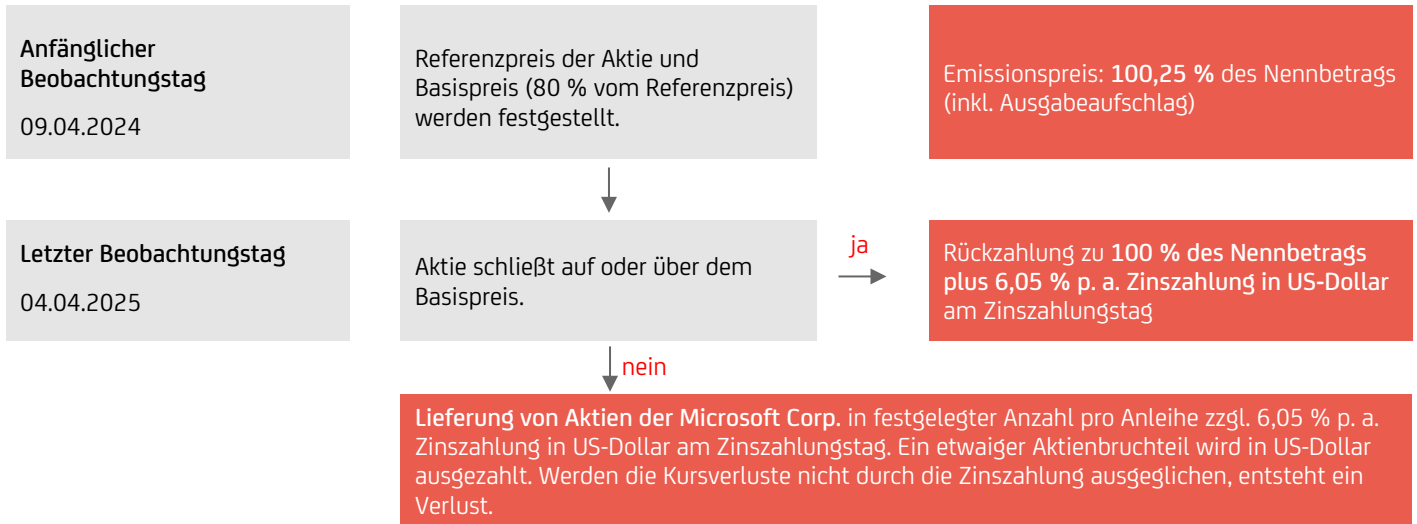 Anfänglicher
Beobachtungstag
09.04.2024
Referenzpreis der Aktie und
Basispreis (80 % vom Referenzpreis)
werden festgestellt.
Emissionspreis: 100,25 % des Nennbetrags
(inkl. Ausgabeaufschlag)
Letzter Beobachtungstag
04.04.2025
Aktie schließt auf oder über dem
Basispreis.
ja
Rückzahlung zu 100 % des Nennbetrags
plus 6,05 % p. a. Zinszahlung in US-Dollar
am Zinszahlungstag
nein
Lieferung von Aktien der Microsoft Corp. in festgelegter Anzahl pro Anleihe zzgl. 6,05 % p. a.
Zinszahlung in US-Dollar am Zinszahlungstag. Ein etwaiger Aktienbruchteil wird in US-Dollar
ausgezahlt. Werden die Kursverluste nicht durch die Zinszahlung ausgeglichen, entsteht ein
Verlust.